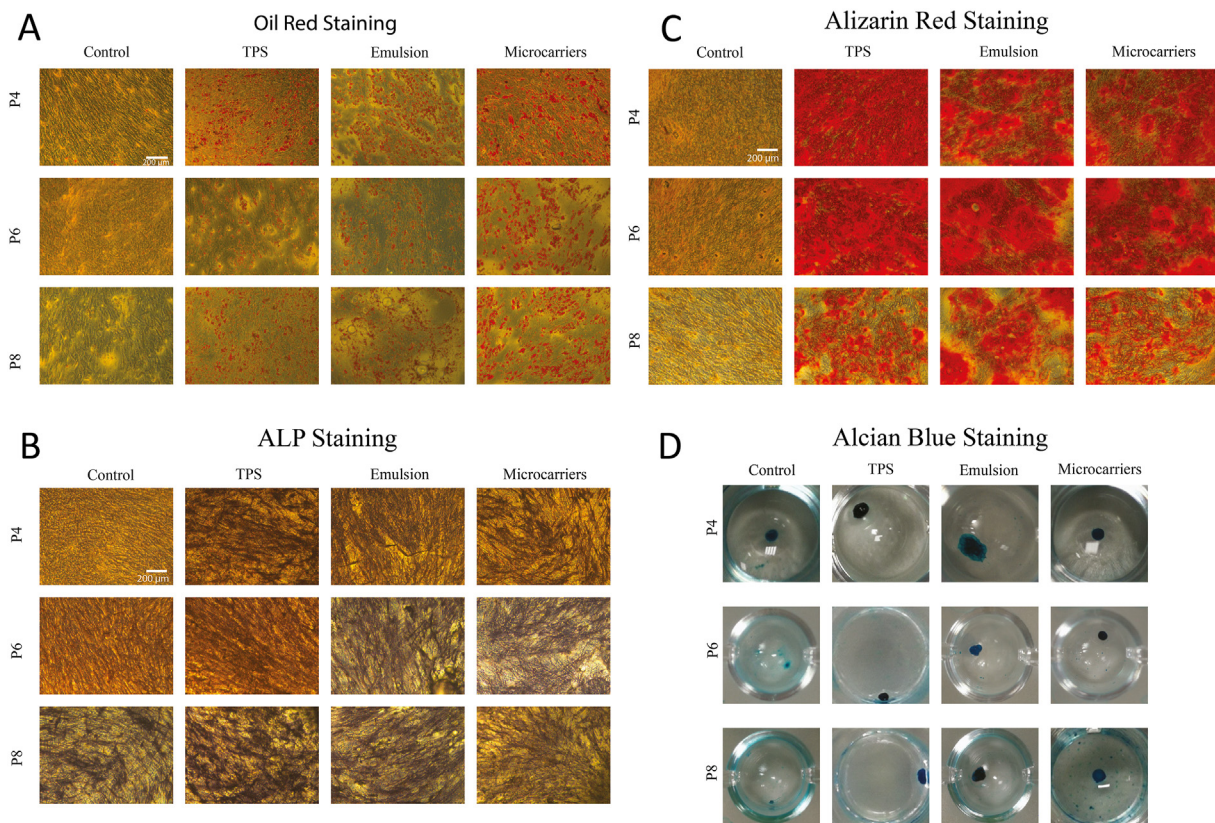 A
Oil Red Staining
Control TPS Emulsion Microcarriers
P4
200 µm
P6
P8
B
ALP Staining
Control TPS Emulsion Microcarriers
P4
200 µm
P6
P8
C
Alizarin Red Staining
Control TPS Emulsion Microcarriers
P4
200 µm
P6
P8
D
Alcian Blue Staining
Control TPS Emulsion Microcarriers
P4
P6
P8